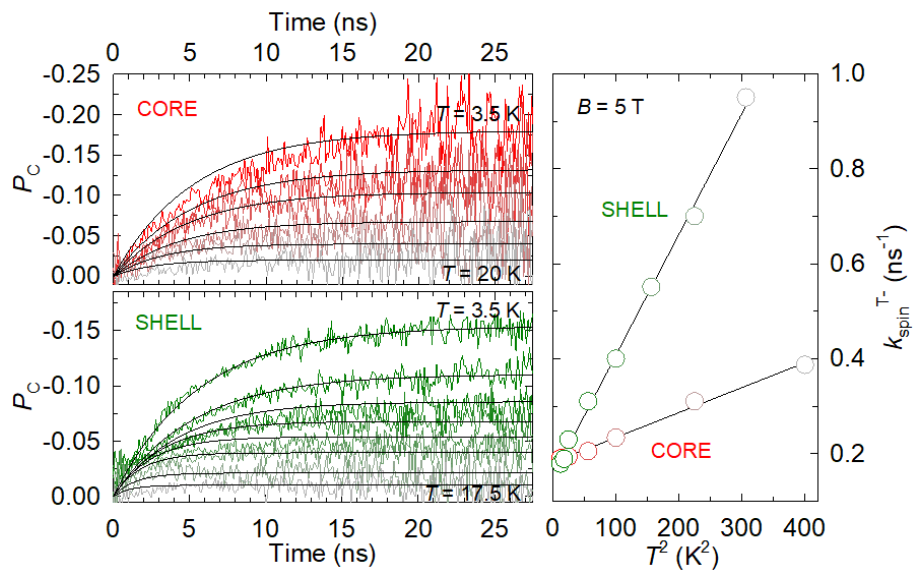 Time (ns)
0 5 10 15 20 25
-0.25
-0.20
-0.15
-0.10
-0.05
0.00
P_C
CORE
T = 3.5 K
T = 20 K
-0.15
-0.10
-0.05
0.00
P_C
SHELL
T = 3.5 K
T = 17.5 K
0 5 10 15 20 25
Time (ns)
B = 5 T
SHELL
CORE
1.0
0.8
0.6
0.4
0.2
k_spin^T- (ns^-1)
0 100 200 300 400
T^2 (K^2)